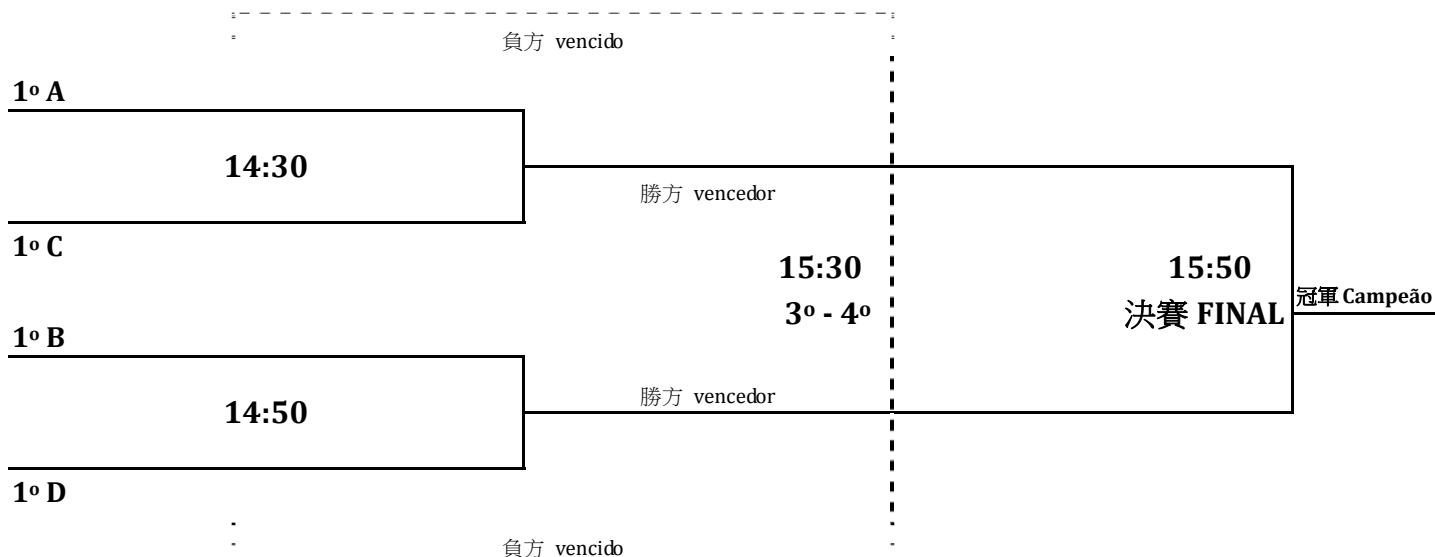 負方 vencido
1º A
14:30
勝方 vencedor
1º C
15:30
15:50
3º - 4º
決賽 FINAL
冠軍 Campeão
1º B
勝方 vencedor
14:50
1º D
負方 vencido